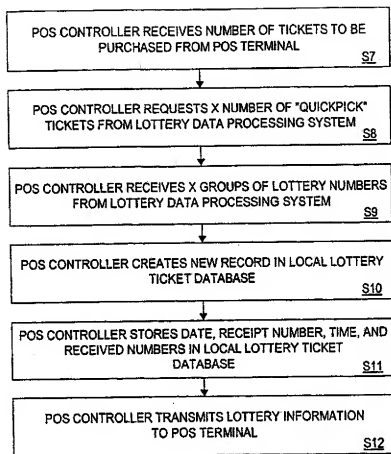 POS CONTROLLER RECEIVES NUMBER OF TICKETS TO BE
PURCHASED FROM POS TERMINAL
S7
POS CONTROLLER REQUESTS X NUMBER OF "QUICKPICK"
TICKETS FROM LOTTERY DATA PROCESSING SYSTEM
S8
POS CONTROLLER RECEIVES X GROUPS OF LOTTERY NUMBERS
FROM LOTTERY DATA PROCESSING SYSTEM
S9
POS CONTROLLER CREATES NEW RECORD IN LOCAL LOTTERY
TICKET DATABASE
S10
POS CONTROLLER STORES DATE, RECEIPT NUMBER, TIME, AND
RECEIVED NUMBERS IN LOCAL LOTTERY TICKET
DATABASE
S11
POS CONTROLLER TRANSMITS LOTTERY INFORMATION
TO POS TERMINAL
S12